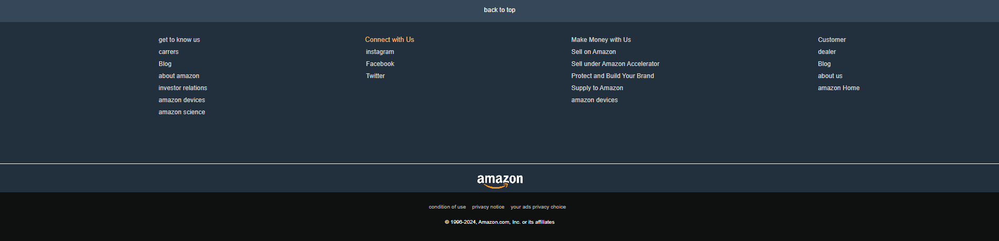 back to top
get to know us
carrers
Blog
about amazon
investor relations
amazon devices
amazon science
Connect with Us
instagram
Facebook
Twitter
Make Money with Us
Sell on Amazon
Sell under Amazon Accelerator
Protect and Build Your Brand
Supply to Amazon
amazon devices
Customer
dealer
Blog
about us
amazon Home
amazon
condition of use privacy notice your ads privacy choice
© 1996-2024, Amazon.com, Inc. or its affiliates